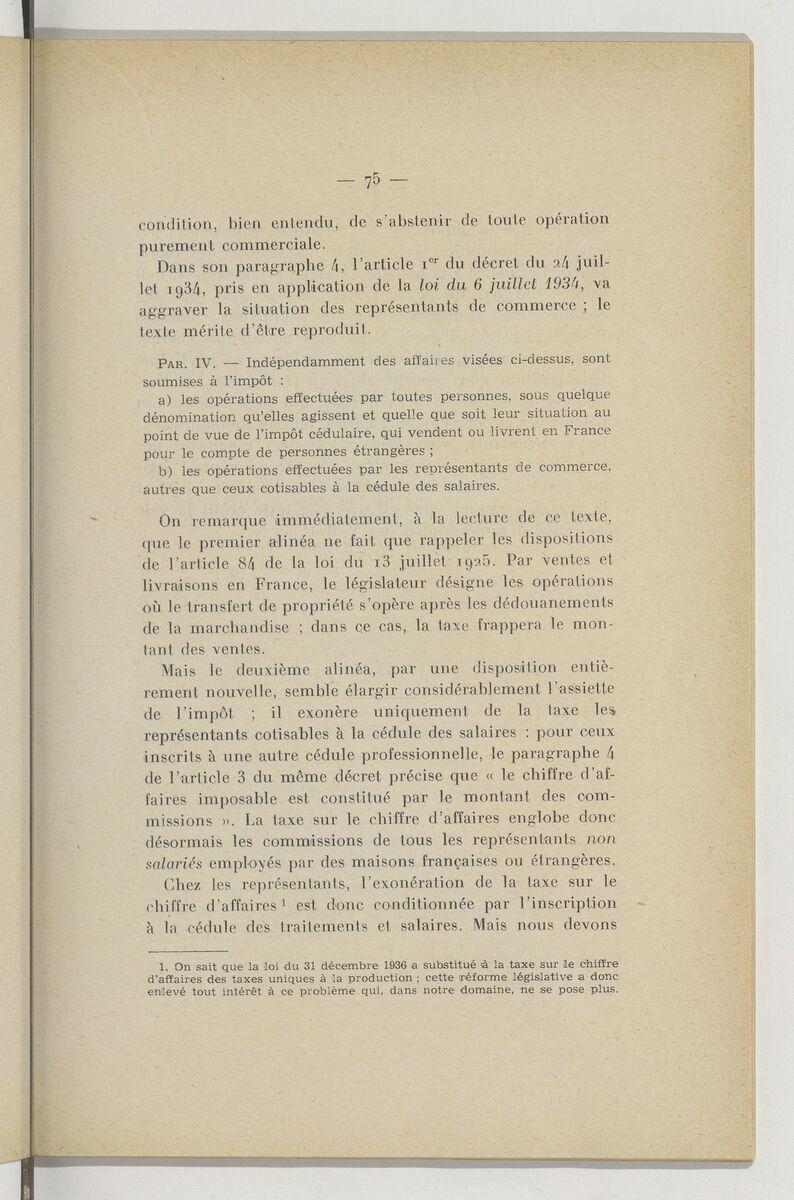 — 75 —
condition, bien entendu, de s'abstenir de toute opération
purement commerciale.
Dans son paragraphe 4, l'article 1er du décret du 24 juil-
let 1934, pris en application de la loi du 6 juillet 1934, va
aggraver la situation des représentants de commerce ; le
texte mérite d'être reproduit.
PAR. IV. — Indépendamment des affaires visées ci-dessus, sont
soumises à l'impôt :
a) les opérations effectuées par toutes personnes, sous quelque
dénomination qu'elles agissent et quelle que soit leur situation au
point de vue de l'impôt cédulaire, qui vendent ou livrent en France
pour le compte de personnes étrangères ;
b) les opérations effectuées par les représentants de commerce,
autres que ceux cotisables à la cédule des salaires.
On remarque immédiatement, à la lecture de ce texte,
que le premier alinéa ne fait que rappeler les dispositions
de l'article 84 de la loi du 13 juillet 1925. Par ventes et
livraisons en France, le législateur désigne les opérations
où le transfert de propriété s'opère après les dédouanements
de la marchandise ; dans ce cas, la taxe frappera le mon-
tant des ventes.
Mais le deuxième alinéa, par une disposition entiè-
rement nouvelle, semble élargir considérablement l'assiette
de l'impôt ; il exonère uniquement de la taxe les
représentants cotisables à la cédule des salaires : pour ceux
inscrits à une autre cédule professionnelle, le paragraphe 4
de l'article 3 du même décret précise que « le chiffre d'af-
faires imposable est constitué par le montant des com-
missions ». La taxe sur le chiffre d'affaires englobe donc
désormais les commissions de tous les représentants non
salariés employés par des maisons françaises ou étrangères.
Chez les représentants, l'exonération de la taxe sur le
chiffre d'affaires 1 est donc conditionnée par l'inscription
à la cédule des traitements et salaires. Mais nous devons
1. On sait que la loi du 31 décembre 1936 a substitué à la taxe sur le chiffre
d'affaires des taxes uniques à la production ; cette réforme législative a donc
enlevé tout intérêt à ce problème qui, dans notre domaine, ne se pose plus.